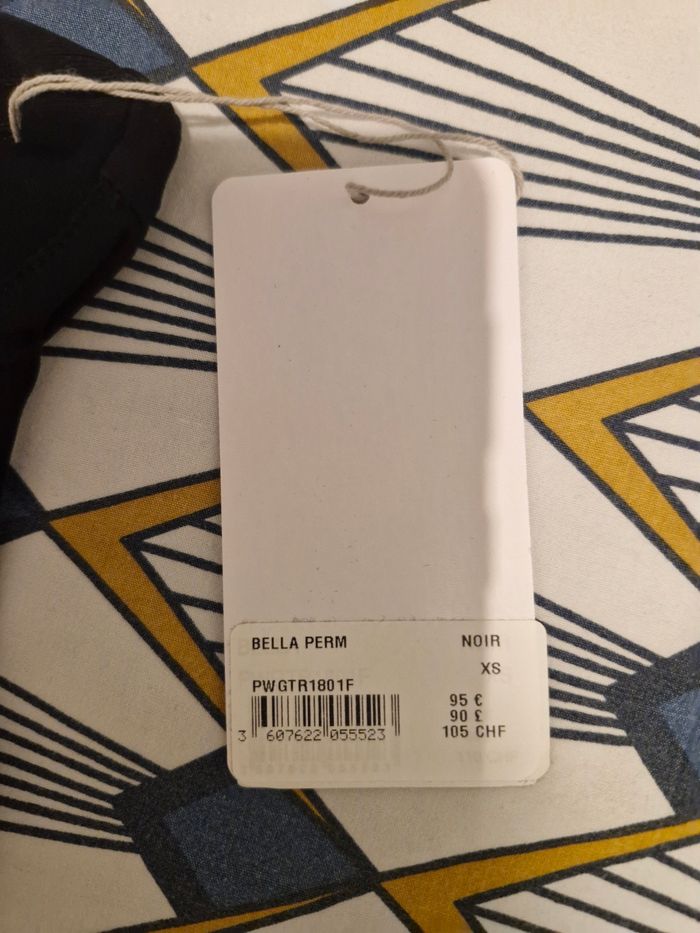 BELLA PERM NOIR
XS
PWGTR1801F
95 €
90 £
3 607622 055523 105 CHF